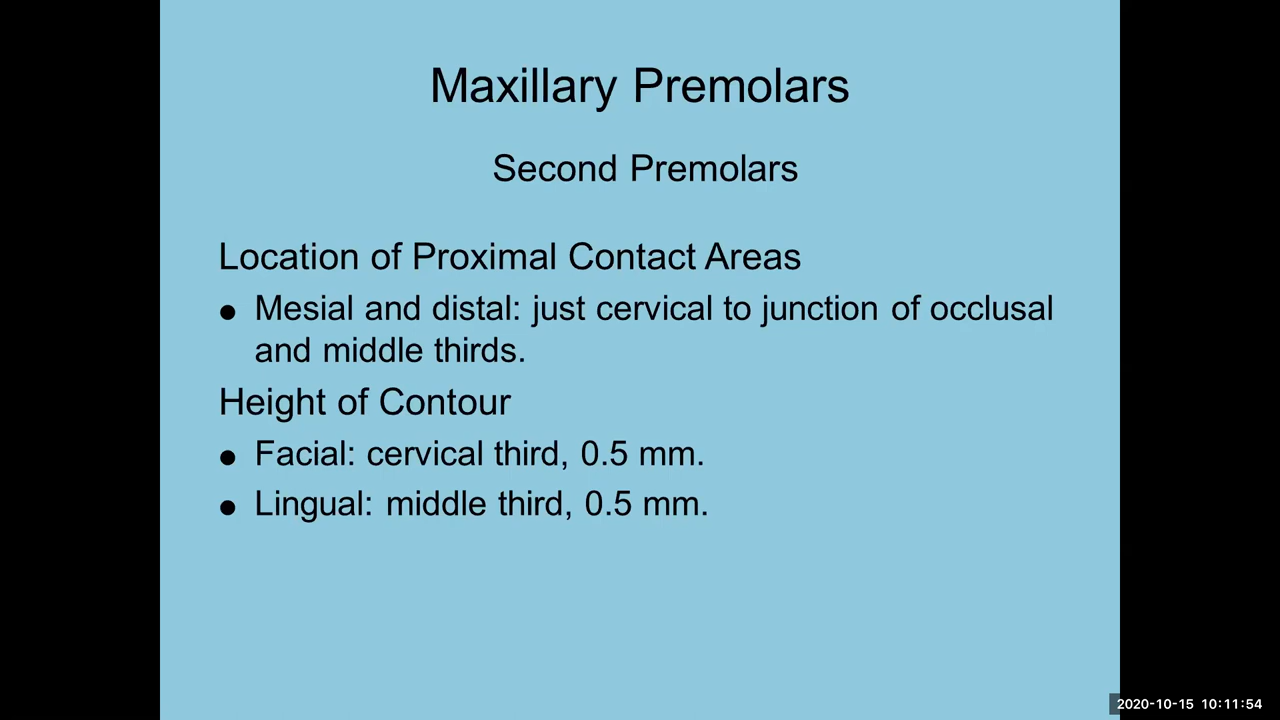 Maxillary Premolars
Second Premolars
Location of Proximal Contact Areas
● Mesial and distal: just cervical to junction of occlusal
and middle thirds.
Height of Contour
● Facial: cervical third, 0.5 mm.
● Lingual: middle third, 0.5 mm.
2020-10-15 10:11:54